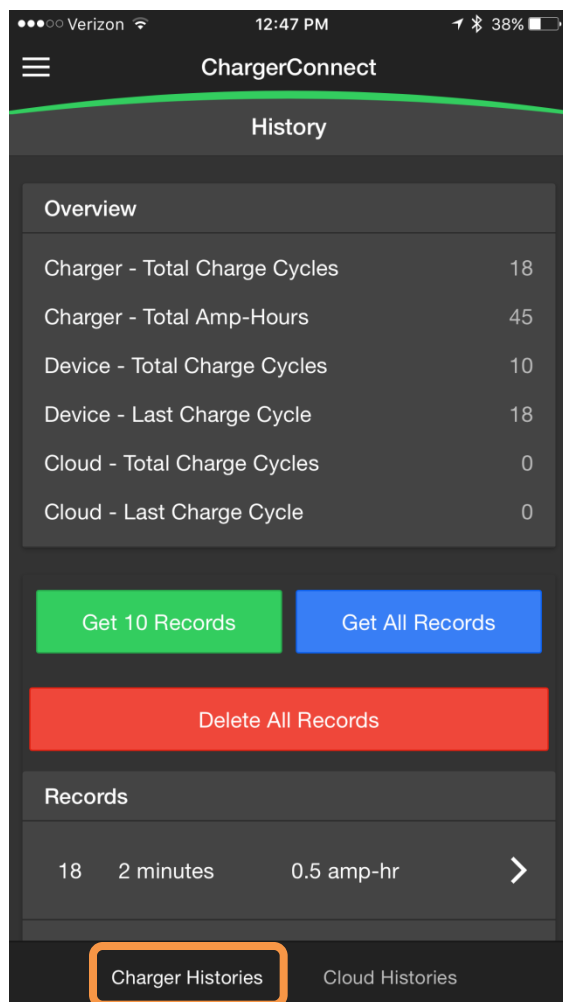 Verizon 12:47 PM 38%
ChargerConnect
History
Overview
Charger - Total Charge Cycles 18
Charger - Total Amp-Hours 45
Device - Total Charge Cycles 10
Device - Last Charge Cycle 18
Cloud - Total Charge Cycles 0
Cloud - Last Charge Cycle 0
Get 10 Records Get All Records
Delete All Records
Records
18 2 minutes 0.5 amp-hr
Charger Histories Cloud Histories